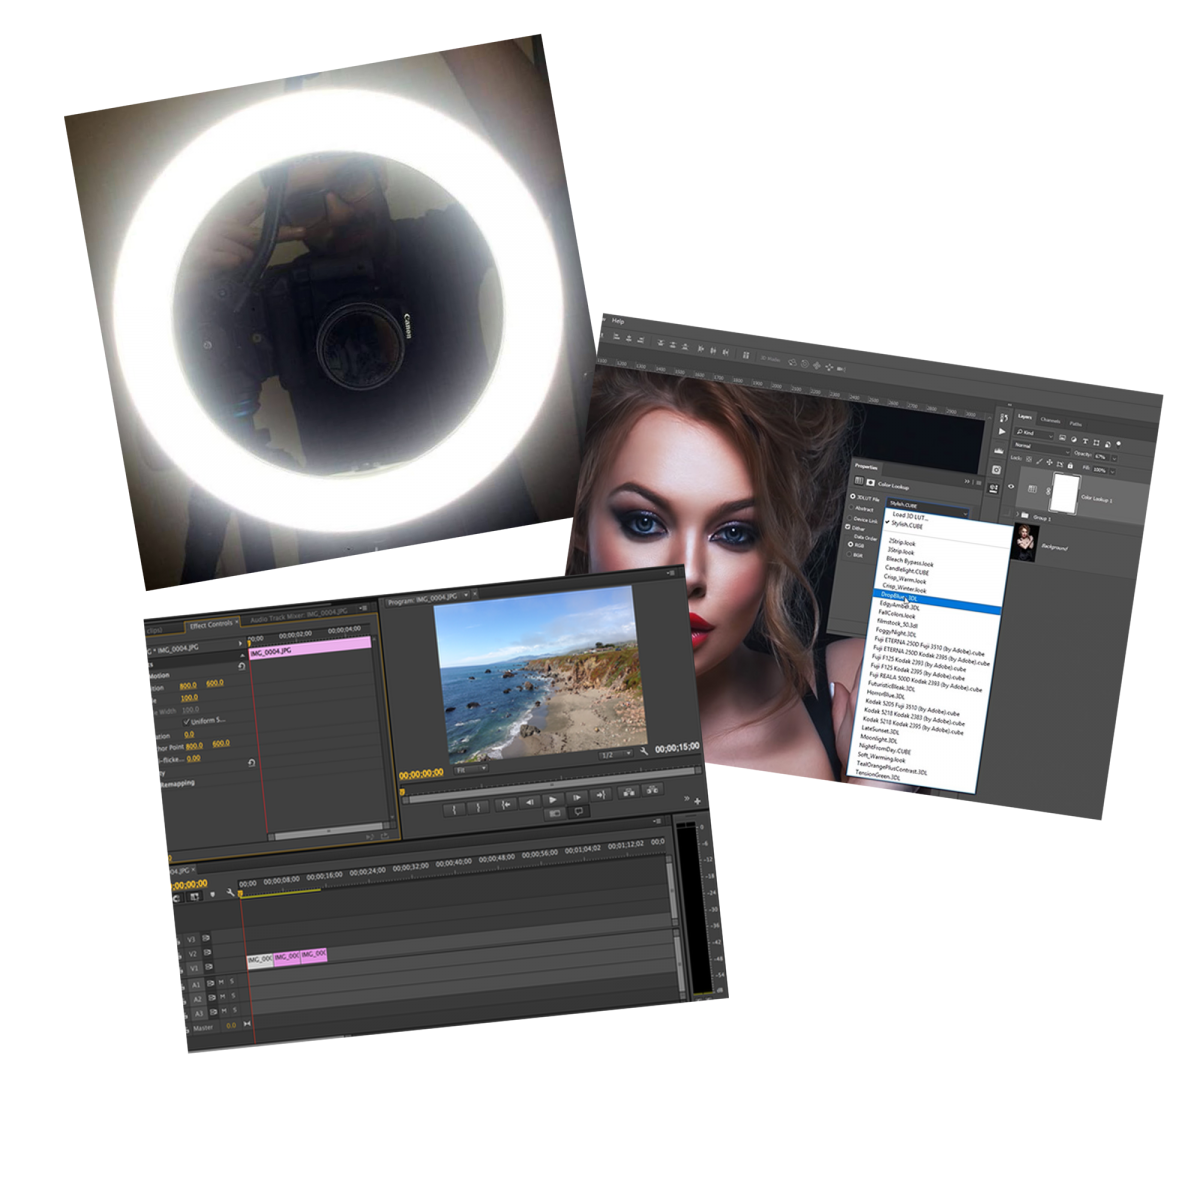 Canon
Help
3D Mode:
Layers Channels Paths
Kind
Normal Opacity: 67%
Lock: Fill: 100%
Color Lookup 1
Group 1
Background
Properties
Color Lookup
3DLUT File Stylish.CUBE
Abstract
Device Link
Dither
Data Order
RGB
BGR
Load 3D LUT...
Stylish.CUBE
2Strip.look
3Strip.look
Bleach Bypass.look
Candlelight.CUBE
Crisp_Warm.look
Crisp_Winter.look
DropBlues.3DL
EdgyAmber.3DL
FallColors.look
filmstock_50.3dl
FoggyNight.3DL
Fuji ETERNA 250D Fuji 3510 (by Adobe).cube
Fuji ETERNA 250D Kodak 2395 (by Adobe).cube
Fuji F125 Kodak 2393 (by Adobe).cube
Fuji F125 Kodak 2395 (by Adobe).cube
Fuji REALA 500D Kodak 2393 (by Adobe).cube
FuturisticBleak.3DL
HorrorBlue.3DL
Kodak 5205 Fuji 3510 (by Adobe).cube
Kodak 5218 Kodak 2383 (by Adobe).cube
Kodak 5218 Kodak 2395 (by Adobe).cube
LateSunset.3DL
Moonlight.3DL
NightFromDay.CUBE
Soft_Warming.look
TealOrangePlusContrast.3DL
TensionGreen.3DL
clips) Effect Controls × Audio Track Mixer: IMG_0004.JPG
G * IMG_0004.JPG
00;00 00;00;02;00 00;00;04;00
IMG_0004.JPG
Motion
tion 800.0 600.0
le 100.0
e Width 100.0
Uniform S...
ation 0.0
hor Point 800.0 600.0
i-flicke... 0.00
ty
Remapping
Program: IMG_0004.JPG
00;00;00;00 Fit 1/2 00;00;15;00
04.JPG ×
;00;00;00
00;00 00;00;08;00 00;00;16;00 00;00;24;00 00;00;32;00 00;00;40;00 00;00;48;00 00;00;56;00 00;01;04;02 00;01;12;02 00;0
V3
V2
V1 IMG_000 IMG_000 IMG_000
A1 M S
A2 M S
A3 M S
Master 0.0
0
-6
-12
-18
-24
-30
-36
-42
-48
-54
dB